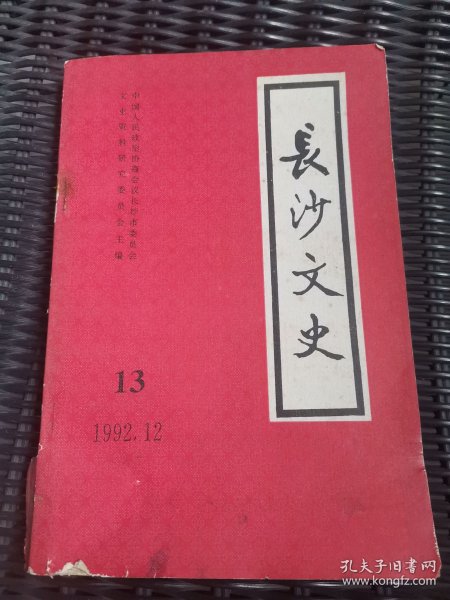 長沙文史
中国人民政治协商会议长沙市委员会
文史资料研究委员会主编
13
1992.12
孔夫子旧书网
www.kongfz.com